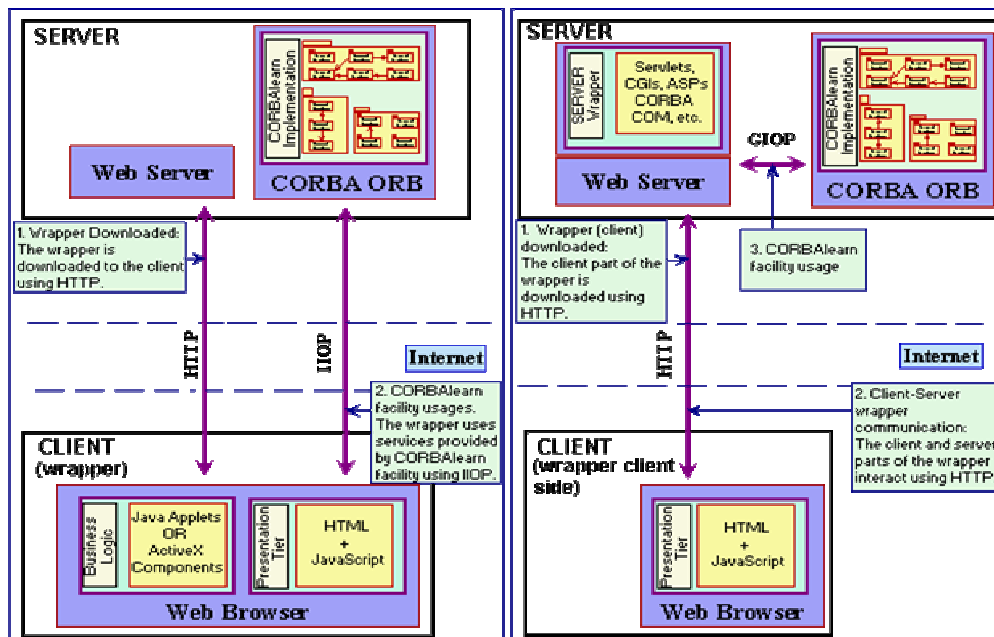 SERVER
CORBAlearn
Implementation
Web Server
CORBA ORB
1. Wrapper Downloaded:
The wrapper is
downloaded to the client
using HTTP.
HTTP
IIOP
Internet
2. CORBAlearn
facility usages.
The wrapper uses
services provided
by CORBAlearn
facility using IIOP.
CLIENT
(wrapper)
Business
Logic
Java Applets
OR
ActiveX
Components
Presentation
Tier
HTML
+
JavaScript
Web Browser
SERVER
SERVER
Wrapper
Servlets,
CGIs, ASPs
CORBA
COM, etc.
Web Server
GIOP
CORBAlearn
Implementation
CORBA ORB
1. Wrapper (client)
downloaded:
The client part of the
wrapper is
downloaded using
HTTP.
3. CORBAlearn
facility usage
HTTP
Internet
2. Client-Server
wrapper
communication:
The client and server
parts of the wrapper
interact using HTTP
CLIENT
(wrapper client
side)
Presentation
Tier
HTML
+
JavaScript
Web Browser